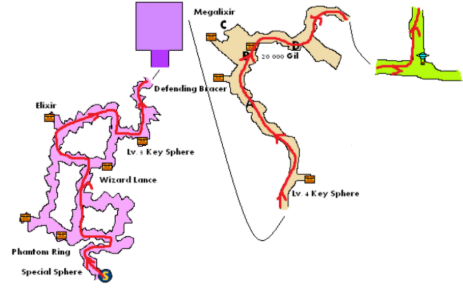 Megalixir
C
B
20 000 Gil
D
Defending Bracer
A
Elixir
Lv. 1 Key Sphere
Wizard Lance
Lv. 4 Key Sphere
Phantom Ring
Special Sphere
S